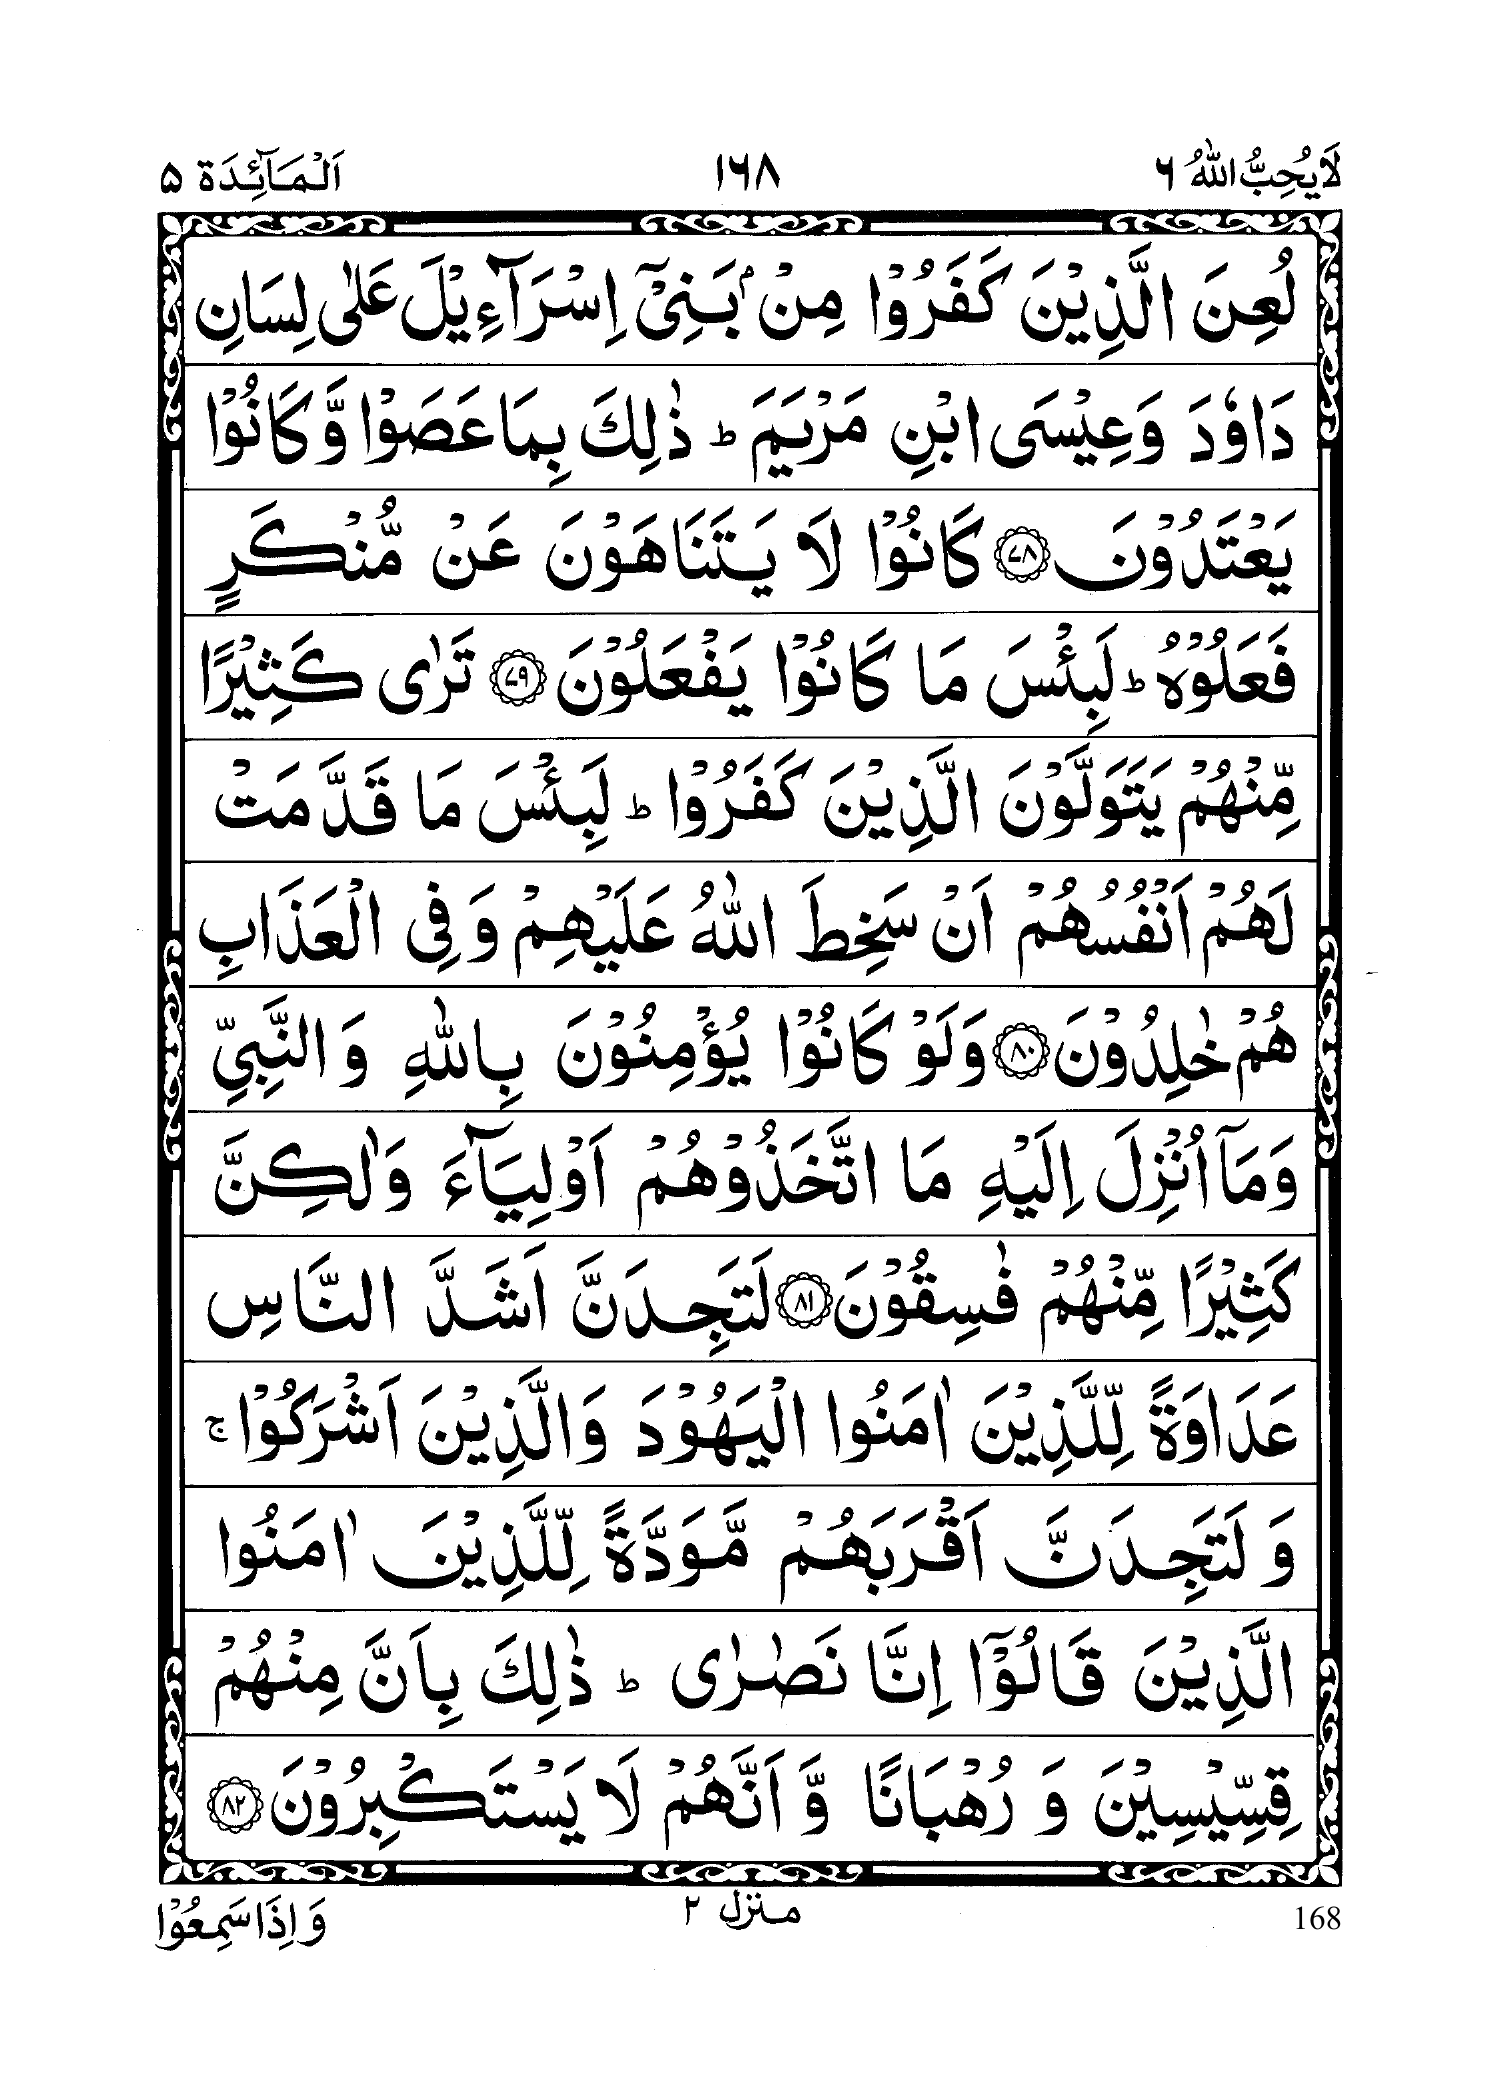 لَا يُحِبُّ اللّٰهُ ٦
١٦٨
اَلْمَآئِدَة ٥
لُعِنَ الَّذِيْنَ كَفَرُوْا مِنْۢ بَنِيْۤ اِسْرَآءِيْلَ عَلٰى لِسَانِ
دَاوٗدَ وَعِيْسَى ابْنِ مَرْيَمَ ؕ ذٰلِكَ بِمَا عَصَوْا وَّكَانُوْا
يَعْتَدُوْنَ ﴿٧٨﴾ كَانُوْا لَا يَتَنَاهَوْنَ عَنْ مُّنْكَرٍ
فَعَلُوْهُ ؕ لَبِئْسَ مَا كَانُوْا يَفْعَلُوْنَ ﴿٧٩﴾ تَرٰى كَثِيْرًا
مِّنْهُمْ يَتَوَلَّوْنَ الَّذِيْنَ كَفَرُوْا ؕ لَبِئْسَ مَا قَدَّمَتْ
لَهُمْ اَنْفُسُهُمْ اَنْ سَخِطَ اللّٰهُ عَلَيْهِمْ وَفِي الْعَذَابِ
هُمْ خٰلِدُوْنَ ﴿٨٠﴾ وَلَوْ كَانُوْا يُؤْمِنُوْنَ بِاللّٰهِ وَالنَّبِيِّ
وَمَاۤ اُنْزِلَ اِلَيْهِ مَا اتَّخَذُوْهُمْ اَوْلِيَآءَ وَلٰكِنَّ
كَثِيْرًا مِّنْهُمْ فٰسِقُوْنَ ﴿٨١﴾ لَتَجِدَنَّ اَشَدَّ النَّاسِ
عَدَاوَةً لِّلَّذِيْنَ اٰمَنُوا الْيَهُوْدَ وَالَّذِيْنَ اَشْرَكُوْا ۚ
وَلَتَجِدَنَّ اَقْرَبَهُمْ مَّوَدَّةً لِّلَّذِيْنَ اٰمَنُوا
الَّذِيْنَ قَالُوْۤا اِنَّا نَصٰرٰى ؕ ذٰلِكَ بِاَنَّ مِنْهُمْ
قِسِّيْسِيْنَ وَ رُهْبَانًا وَّ اَنَّهُمْ لَا يَسْتَكْبِرُوْنَ ﴿٨٢﴾
168
منزل ٢
وَ اِذَا سَمِعُوْا